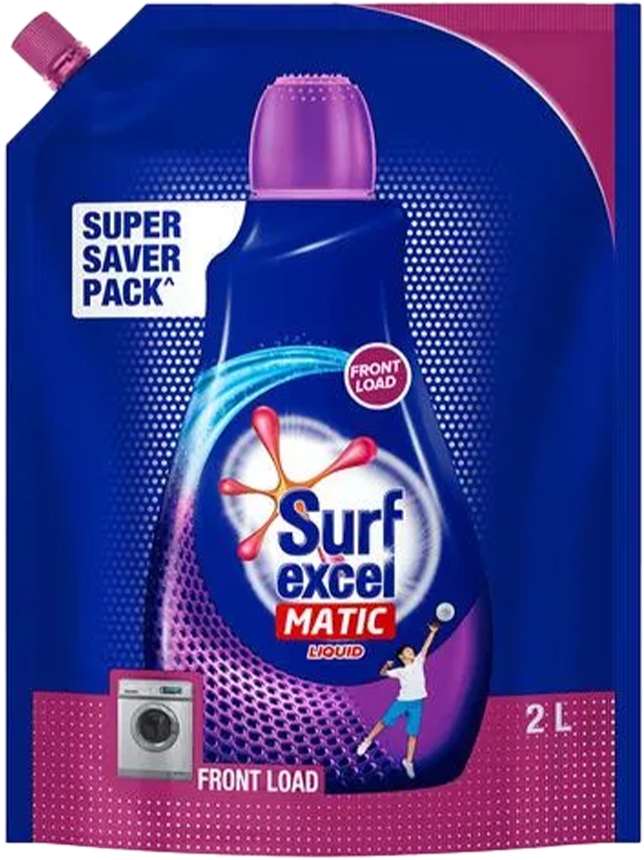 SUPER
SAVER
PACK^
FRONT
LOAD
Surf
excel
MATIC
LIQUID
2 L
FRONT LOAD